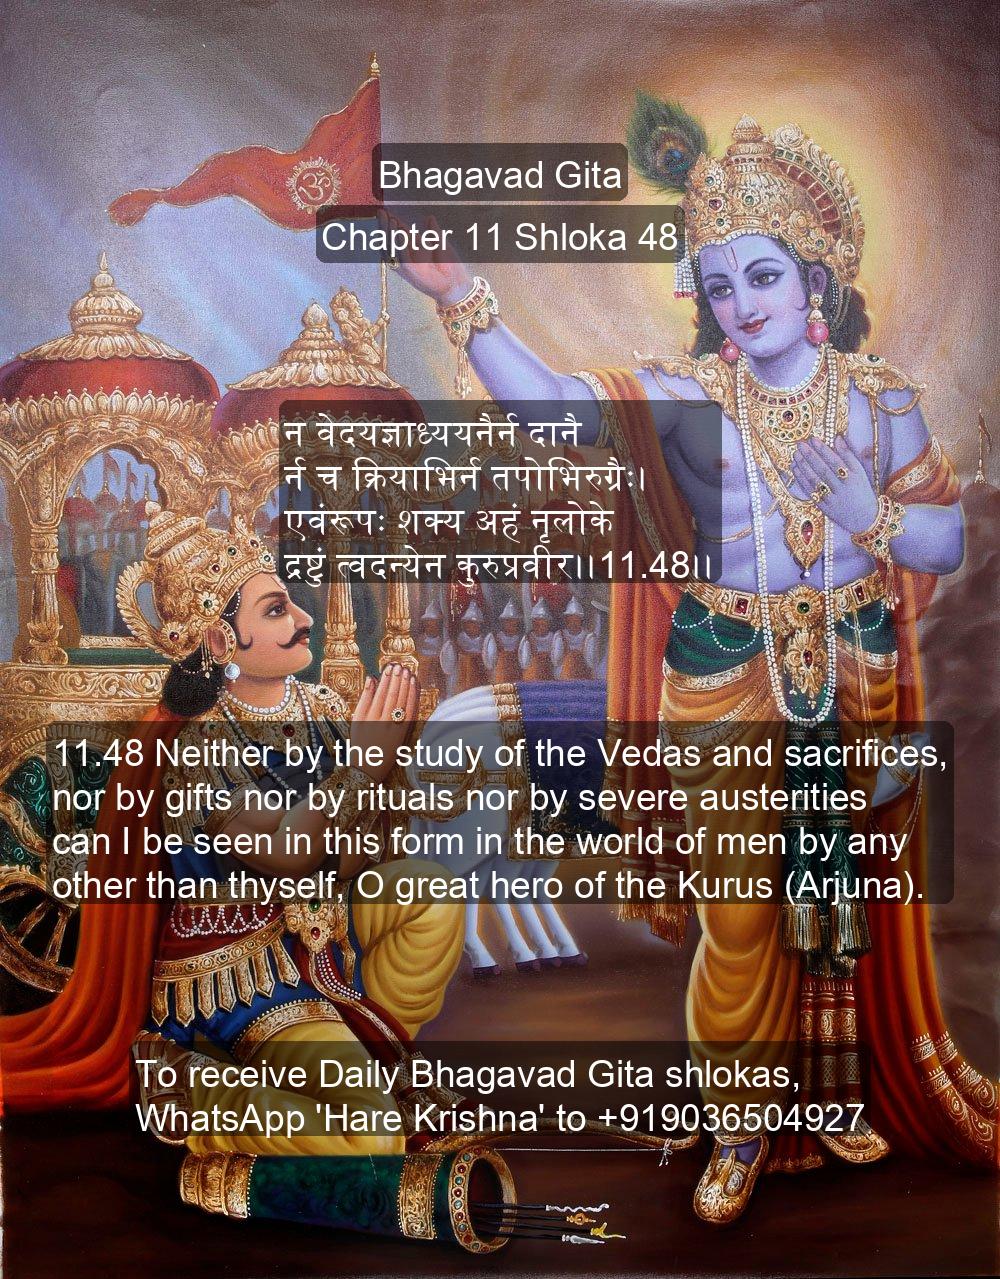 ॐ
Bhagavad Gita
Chapter 11 Shloka 48
न वेदयज्ञाध्ययनैर्न दानै
र्न च क्रियाभिर्न तपोभिरुग्रैः।
एवंरूपः शक्य अहं नृलोके
द्रष्टुं त्वदन्येन कुरुप्रवीर।।11.48।।
11.48 Neither by the study of the Vedas and sacrifices,
nor by gifts nor by rituals nor by severe austerities
can I be seen in this form in the world of men by any
other than thyself, O great hero of the Kurus (Arjuna).
To receive Daily Bhagavad Gita shlokas,
WhatsApp 'Hare Krishna' to +919036504927